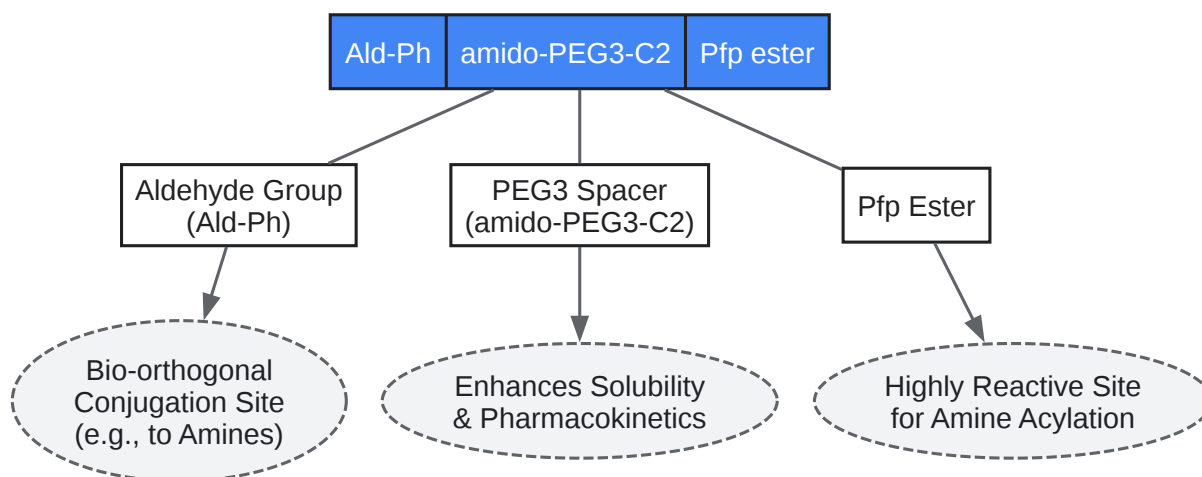 Ald-Ph amido-PEG3-C2 Pfp ester
Aldehyde Group
(Ald-Ph)
PEG3 Spacer
(amido-PEG3-C2)
Pfp Ester
Bio-orthogonal
Conjugation Site
(e.g., to Amines)
Enhances Solubility
& Pharmacokinetics
Highly Reactive Site
for Amine Acylation